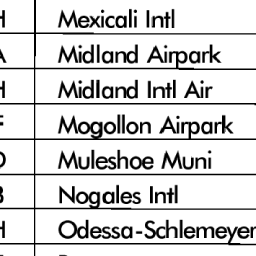 H Mexicali Intl
A Midland Airpark
H Midland Intl Air
F Mogollon Airpark
Muleshoe Muni
B Nogales Intl
H Odessa-Schlemeyer